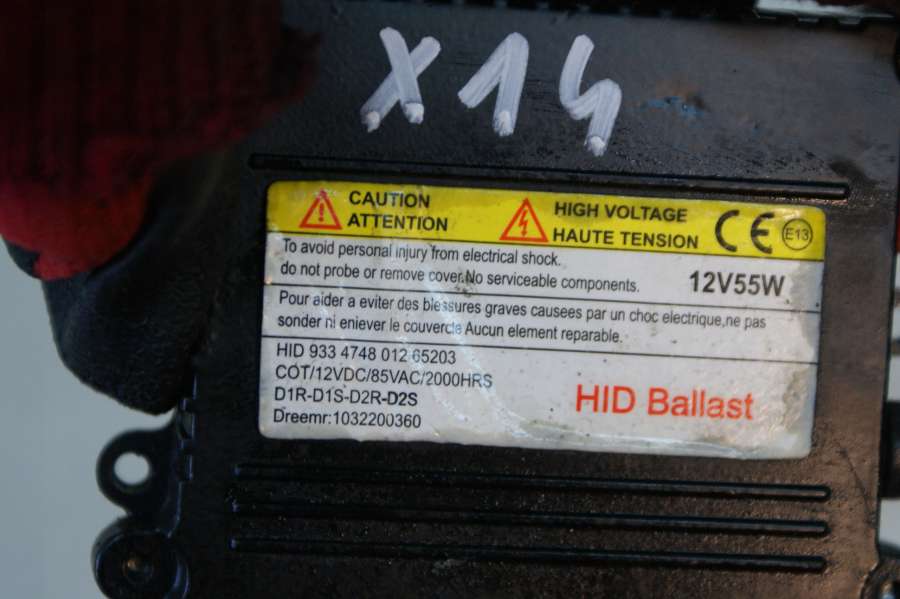 X14
CAUTION
ATTENTION
HIGH VOLTAGE
HAUTE TENSION
CE
E13
To avoid personal injury from electrical shock.
do not probe or remove cover.No serviceable components.
12V55W
Pour aider a eviter des blessures graves causees par un choc electrique,ne pas
sonder ni eniever le couvercle Aucun element reparable.
HID 933 4748 012 65203
COT/12VDC/85VAC/2000HRS
D1R-D1S-D2R-D2S
Dreemr:1032200360
HID Ballast